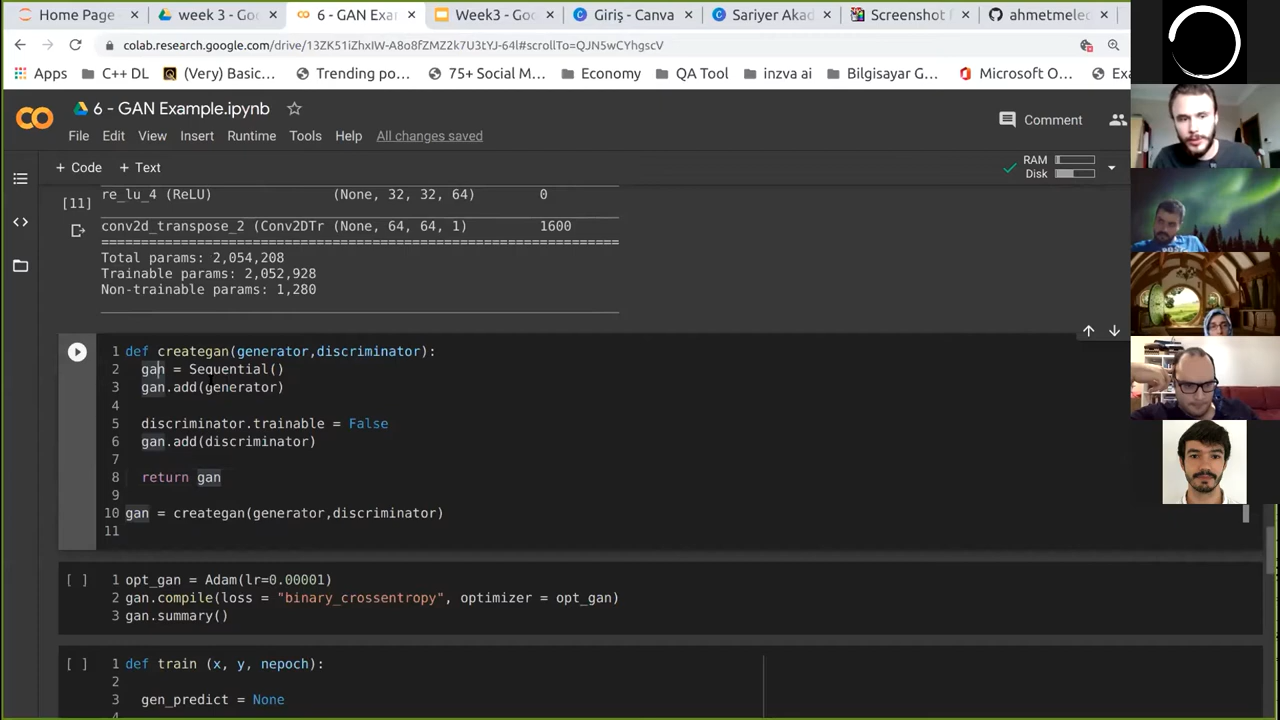 Home Page
week 3 - Go
6 - GAN Exa
Week3 - Goo
Giriş - Canva
Sariyer Akad
Screenshot
ahmetmelec
colab.research.google.com/drive/13ZK51iZhxIW-A8o8fZMZ2k7U3tYJ-64l#scrollTo=QJN5wCYhgscV
Apps
C++ DL
(Very) Basic...
Trending po...
75+ Social M...
Economy
QA Tool
inzva ai
Bilgisayar G...
Microsoft O...
Exa
6 - GAN Example.ipynb
Comment
File Edit View Insert Runtime Tools Help All changes saved
+ Code + Text
RAM
Disk
re_lu_4 (ReLU) (None, 32, 32, 64) 0
[11]
conv2d_transpose_2 (Conv2DTr (None, 64, 64, 1) 1600
=================================================================
Total params: 2,054,208
Trainable params: 2,052,928
Non-trainable params: 1,280
1 def creategan(generator,discriminator):
2 gan = Sequential()
3 gan.add(generator)
4
5 discriminator.trainable = False
6 gan.add(discriminator)
7
8 return gan
9
10 gan = creategan(generator,discriminator)
11
[ ] 1 opt_gan = Adam(lr=0.00001)
2 gan.compile(loss = "binary_crossentropy", optimizer = opt_gan)
3 gan.summary()
[ ] 1 def train (x, y, nepoch):
2
3 gen_predict = None